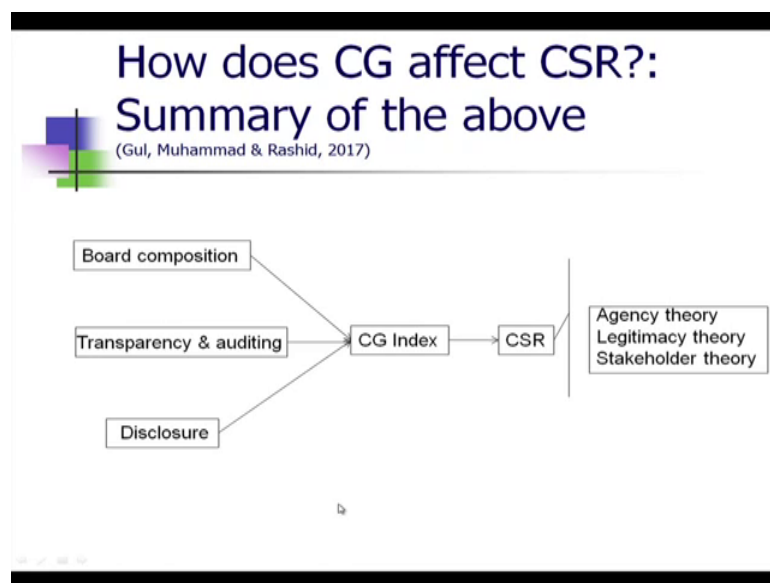 How does CG affect CSR?:
Summary of the above
(Gul, Muhammad & Rashid, 2017)
Board composition
Transparency & auditing
Disclosure
CG Index
CSR
Agency theory
Legitimacy theory
Stakeholder theory